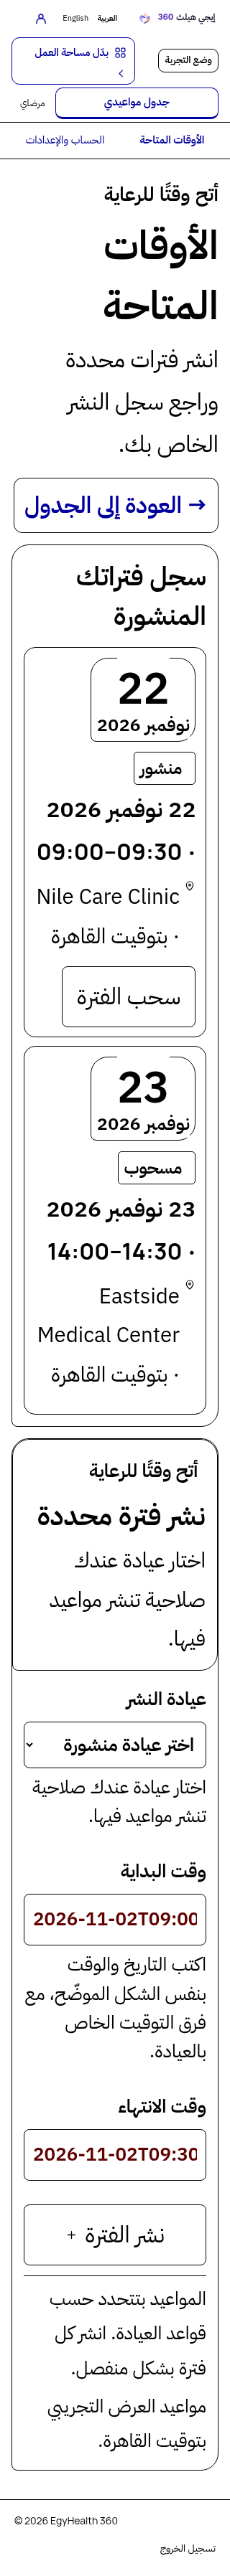 إيجي هيلث 360
العربية English
وضع التجربة
بدّل مساحة العمل
جدول مواعيدي
مرضاي
الأوقات المتاحة
الحساب والإعدادات
أتح وقتًا للرعاية
الأوقات
المتاحة
انشر فترات محددة
وراجع سجل النشر
الخاص بك.
→ العودة إلى الجدول
سجل فتراتك
المنشورة
22
نوفمبر 2026
منشور
22 نوفمبر 2026
· 09:00–09:30
Nile Care Clinic
· بتوقيت القاهرة
سحب الفترة
23
نوفمبر 2026
مسحوب
23 نوفمبر 2026
· 14:00–14:30
Eastside
Medical Center
· بتوقيت القاهرة
أتح وقتًا للرعاية
نشر فترة محددة
اختار عيادة عندك
صلاحية تنشر مواعيد
فيها.
عيادة النشر
اختر عيادة منشورة
اختار عيادة عندك صلاحية
تنشر مواعيد فيها.
وقت البداية
2026-11-02T09:00
اكتب التاريخ والوقت
بنفس الشكل الموضّح، مع
فرق التوقيت الخاص
بالعيادة.
وقت الانتهاء
2026-11-02T09:30
نشر الفترة +
المواعيد بتتحدد حسب
قواعد العيادة. انشر كل
فترة بشكل منفصل.
مواعيد العرض التجريبي
بتوقيت القاهرة.
© 2026 EgyHealth 360
تسجيل الخروج